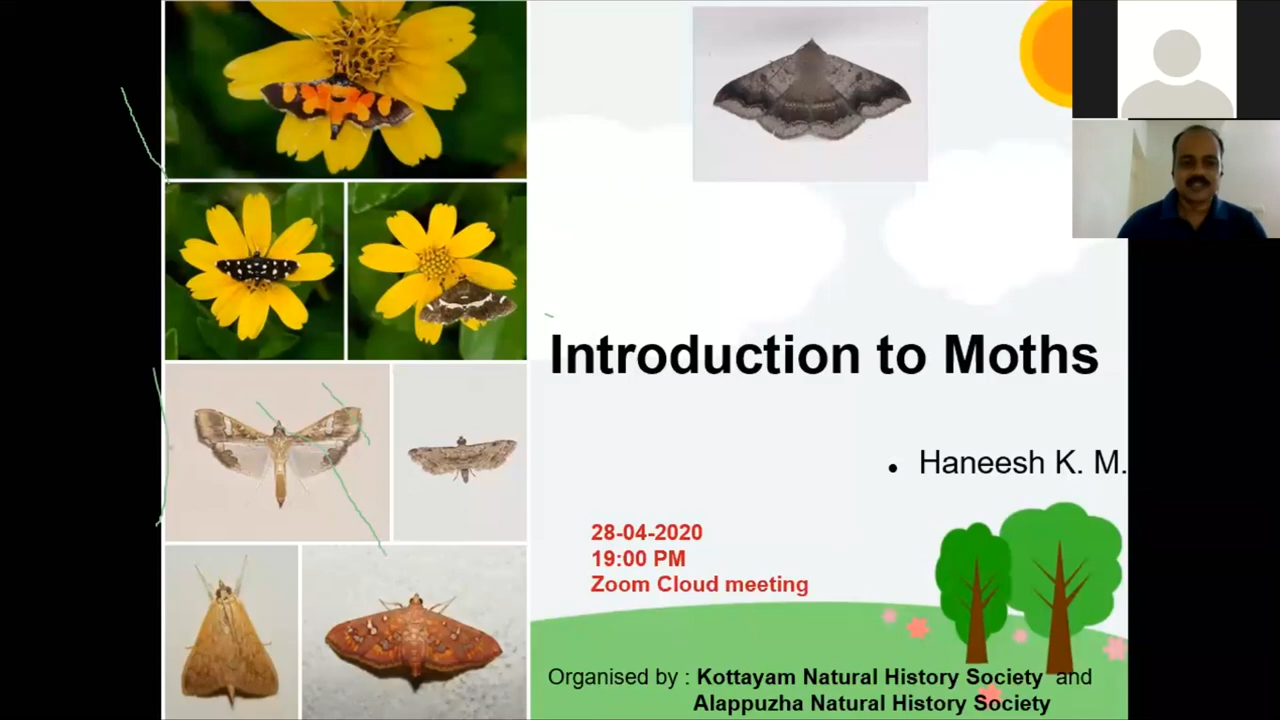 Introduction to Moths
• Haneesh K. M.
28-04-2020
19:00 PM
Zoom Cloud meeting
Organised by : Kottayam Natural History Society and
Alappuzha Natural History Society